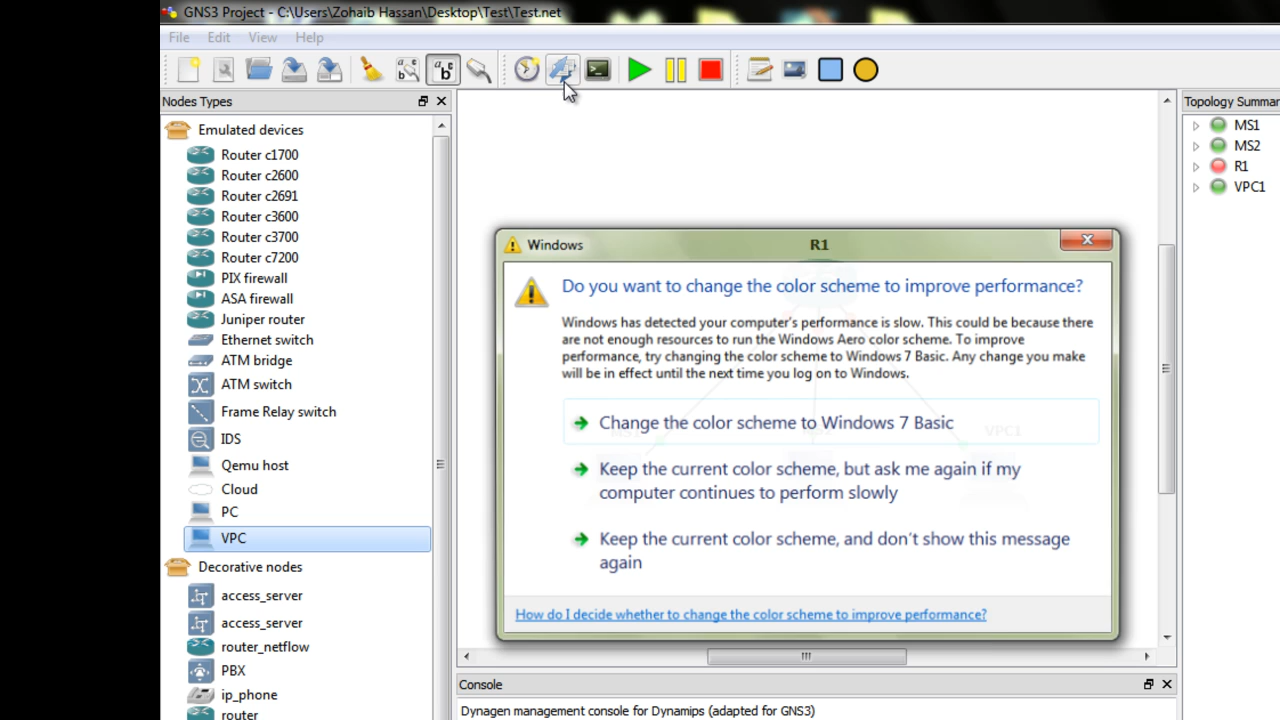 GNS3 Project - C:\Users\Zohaib Hassan\Desktop\Test\Test.net
File Edit View Help
Nodes Types
Emulated devices
Router c1700
Router c2600
Router c2691
Router c3600
Router c3700
Router c7200
PIX firewall
ASA firewall
Juniper router
Ethernet switch
ATM bridge
ATM switch
Frame Relay switch
IDS
Qemu host
Cloud
PC
VPC
Decorative nodes
access_server
access_server
router_netflow
PBX
ip_phone
router
Windows
R1
Do you want to change the color scheme to improve performance?
Windows has detected your computer's performance is slow. This could be because there
are not enough resources to run the Windows Aero color scheme. To improve
performance, try changing the color scheme to Windows 7 Basic. Any change you make
will be in effect until the next time you log on to Windows.
Change the color scheme to Windows 7 Basic
VPC1
Keep the current color scheme, but ask me again if my
computer continues to perform slowly
Keep the current color scheme, and don't show this message
again
How do I decide whether to change the color scheme to improve performance?
Console
Dynagen management console for Dynamips (adapted for GNS3)
Topology Summar
MS1
MS2
R1
VPC1